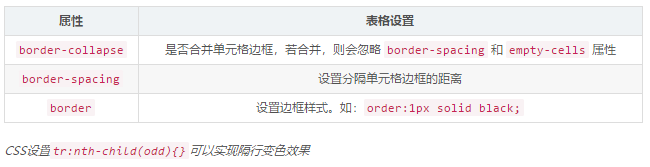 属性 表格设置
border-collapse 是否合并单元格边框，若合并，则会忽略 border-spacing 和 empty-cells 属性
border-spacing 设置分隔单元格边框的距离
border 设置边框样式。如：order:1px solid black;
CSS设置 tr:nth-child(odd){} 可以实现隔行变色效果